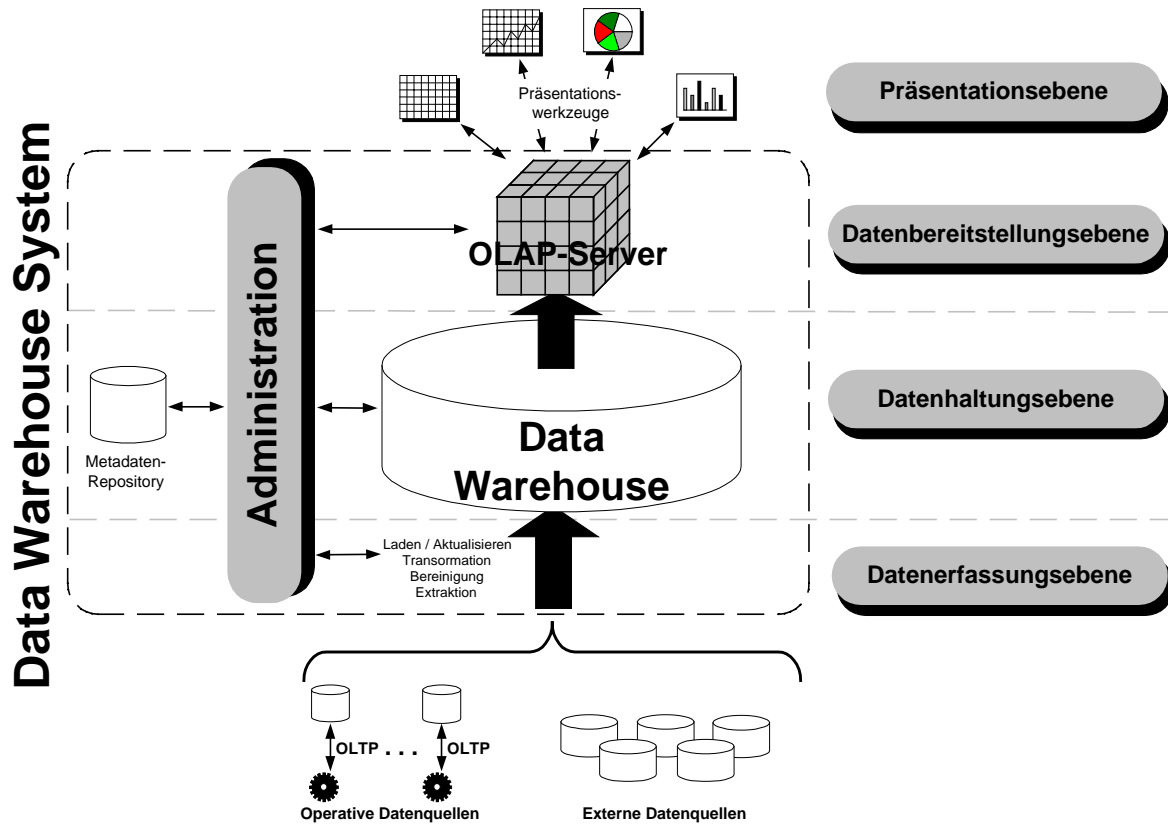 Data Warehouse System
Präsentations-
werkzeuge
Präsentationsebene
OLAP-Server
Datenbereitstellungsebene
Administration
Metadaten-
Repository
Data
Warehouse
Datenhaltungsebene
Laden / Aktualisieren
Transormation
Bereinigung
Extraktion
Datenerfassungsebene
OLTP . . . OLTP
Operative Datenquellen
Externe Datenquellen